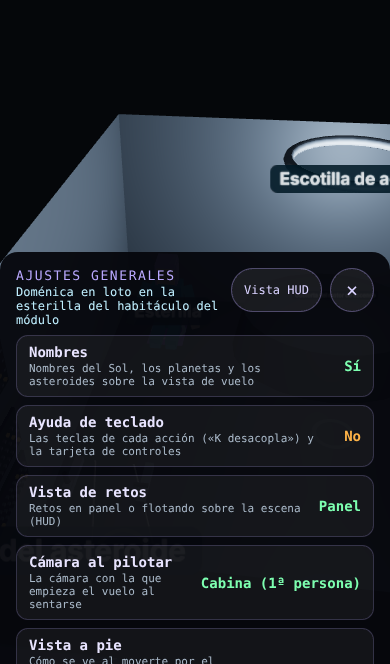 Escotilla de a
AJUSTES GENERALES
Doménica en loto en la
esterilla del habitáculo del
módulo
Vista HUD
×
Nombres
Nombres del Sol, los planetas y los
asteroides sobre la vista de vuelo
Sí
Ayuda de teclado
Las teclas de cada acción («K desacopla») y
la tarjeta de controles
No
Vista de retos
Retos en panel o flotando sobre la escena
(HUD)
Panel
del asteroide
Cámara al pilotar
La cámara con la que
empieza el vuelo al
sentarse
Cabina (1ª persona)
Vista a pie
Cómo se ve al moverte por el